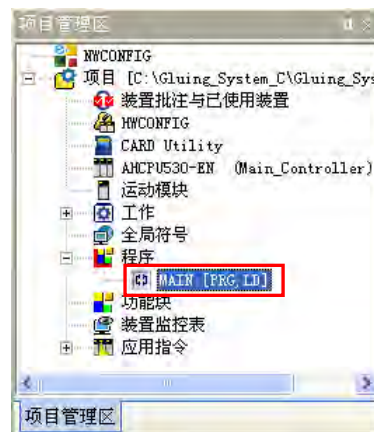 项目管理区
NWCONFIG
项目 [C:\Gluing_System_C\Gluing_Sys
装置批注与已使用装置
HWCONFIG
CARD Utility
AHCPU530-EN (Main_Controller)
运动模块
工作
全局符号
程序
MAIN [PRG,LD]
功能块
装置监控表
应用指令
项目管理区